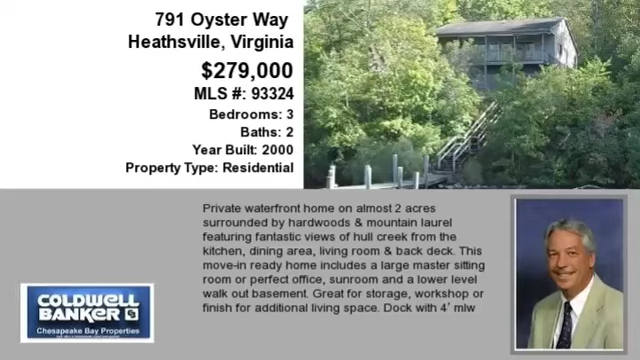 791 Oyster Way
Heathsville, Virginia
$279,000
MLS #: 93324
Bedrooms: 3
Baths: 2
Year Built: 2000
Property Type: Residential
Private waterfront home on almost 2 acres
surrounded by hardwoods & mountain laurel
featuring fantastic views of hull creek from the
kitchen, dining area, living room & back deck. This
move-in ready home includes a large master sitting
room or perfect office, sunroom and a lower level
walk out basement. Great for storage, workshop or
finish for additional living space. Dock with 4' mlw
COLDWELL
BANKER
Chesapeake Bay Properties